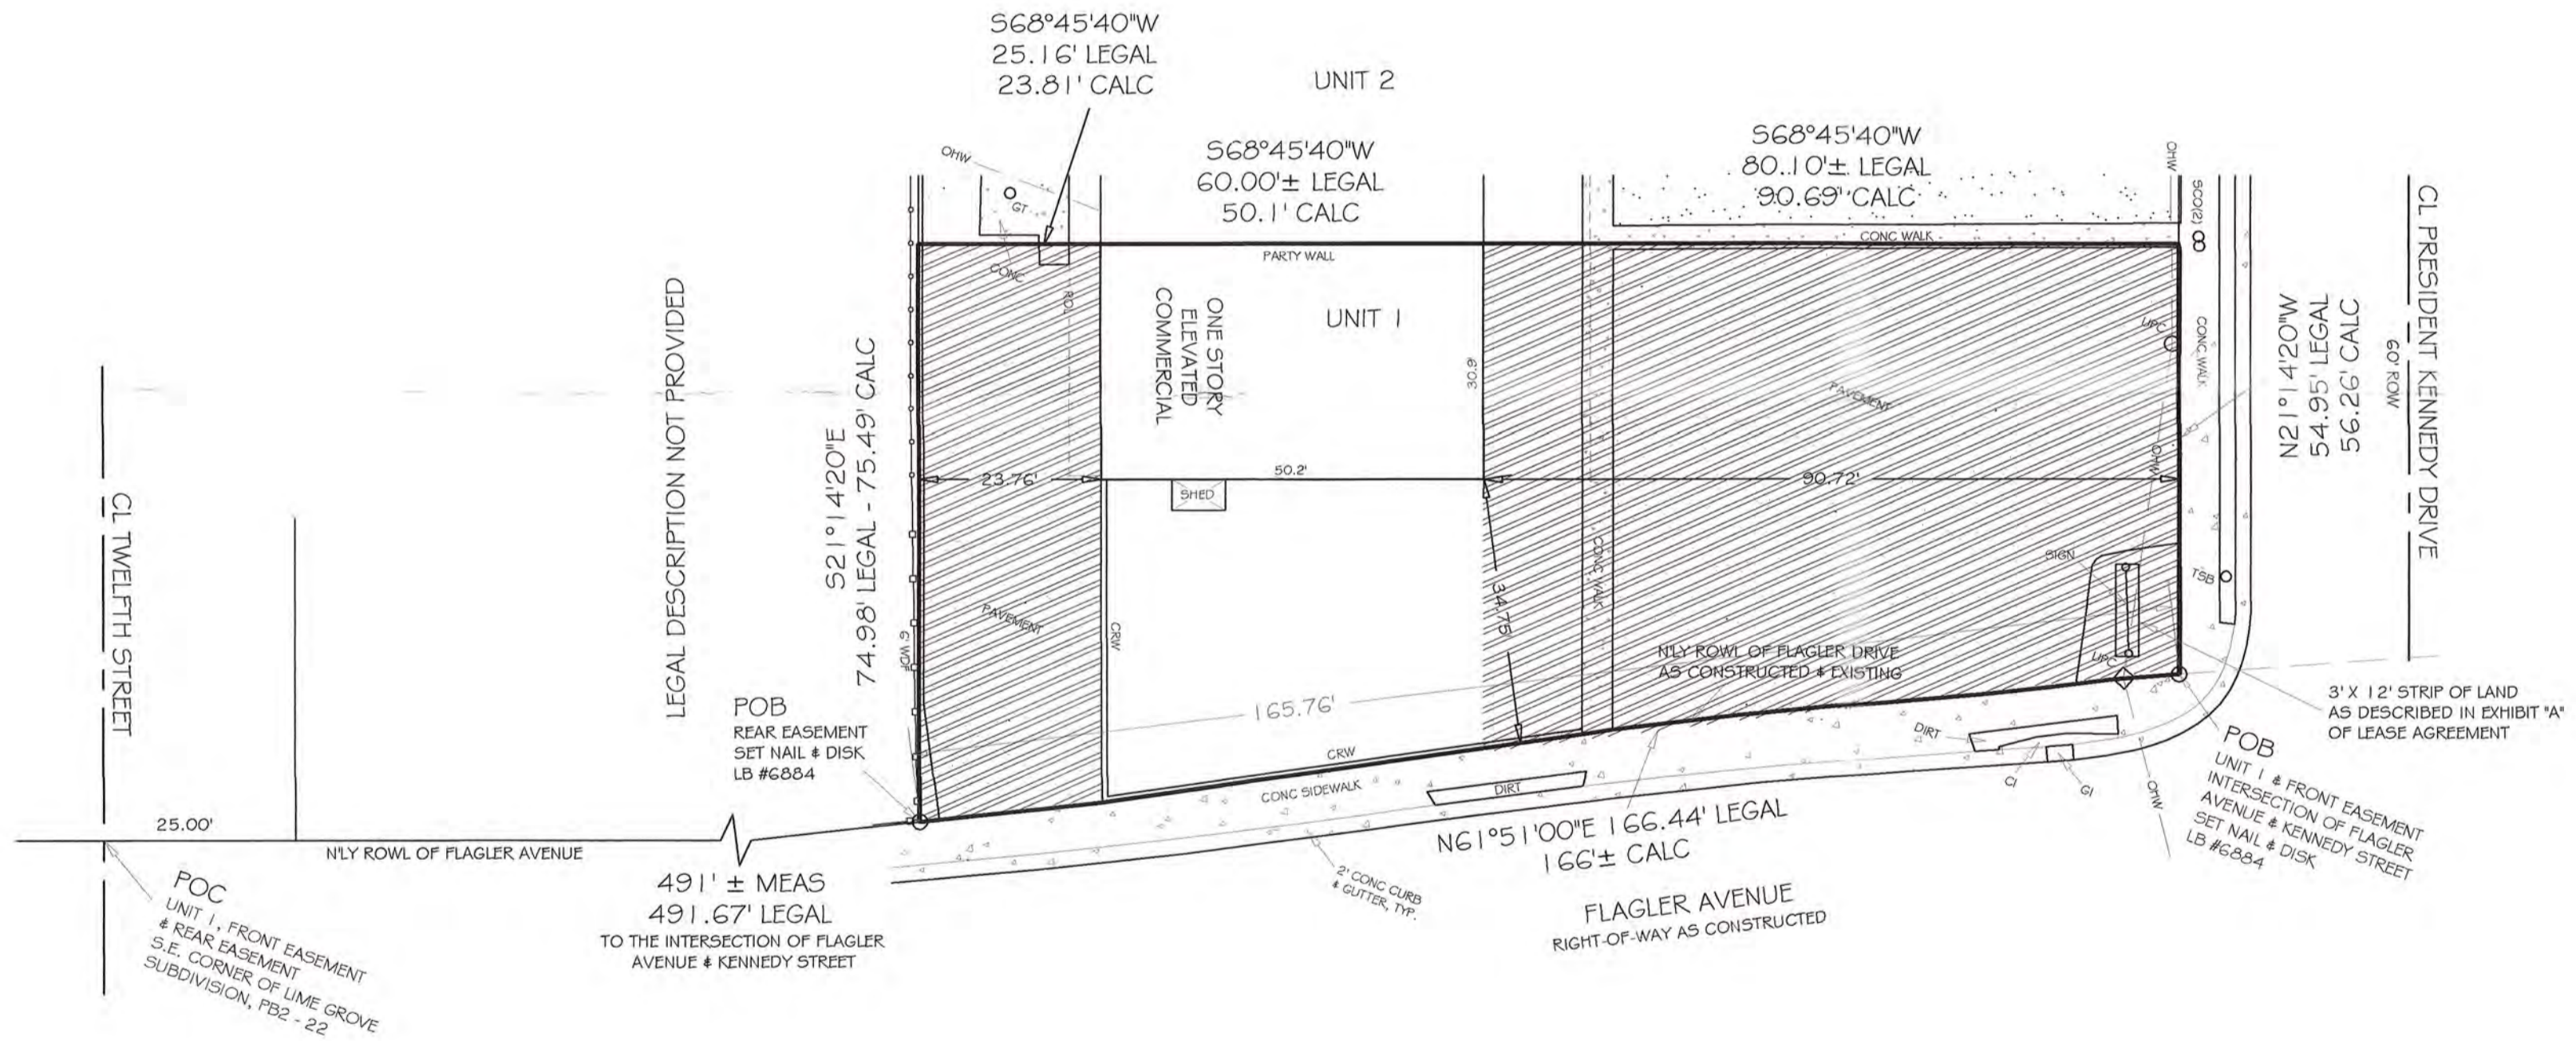 S68°45'40"W
25.16' LEGAL
23.81' CALC
UNIT 2
S68°45'40"W
60.00'± LEGAL
50.1' CALC
S68°45'40"W
80.10'± LEGAL
90.69' CALC
OHW
GT
CONC
ROL
PARTY WALL
ONE STORY
ELEVATED
COMMERCIAL
UNIT 1
30.9
CONC WALK
OHW
SCO(2)
UPC
CONC WALK
PAVEMENT
OHW
N21°14'20"W
54.95' LEGAL
56.26' CALC
60' ROW
CL PRESIDENT KENNEDY DRIVE
CL TWELFTH STREET
LEGAL DESCRIPTION NOT PROVIDED
S21°14'20"E
74.98' LEGAL - 75.49' CALC
23.76'
50.2'
90.72'
SHED
34.75'
CONC WALK
SIGN
TSB
UPC
PAVEMENT
CRW
6' WDF
N'LY ROWL OF FLAGLER DRIVE
AS CONSTRUCTED & EXISTING
165.76'
CRW
POB
REAR EASEMENT
SET NAIL & DISK
LB #6884
3' X 12' STRIP OF LAND
AS DESCRIBED IN EXHIBIT "A"
OF LEASE AGREEMENT
POB
UNIT 1 & FRONT EASEMENT
INTERSECTION OF FLAGLER
AVENUE & KENNEDY STREET
SET NAIL & DISK
LB #6884
DIRT
CI
GI
OHW
CONC SIDEWALK
DIRT
25.00'
N'LY ROWL OF FLAGLER AVENUE
POC
UNIT 1, FRONT EASEMENT
& REAR EASEMENT
S.E. CORNER OF LIME GROVE
SUBDIVISION, PB2 - 22
491' ± MEAS
491.67' LEGAL
TO THE INTERSECTION OF FLAGLER
AVENUE & KENNEDY STREET
2' CONC CURB
& GUTTER, TYP.
N61°51'00"E 166.44' LEGAL
166'± CALC
FLAGLER AVENUE
RIGHT-OF-WAY AS CONSTRUCTED